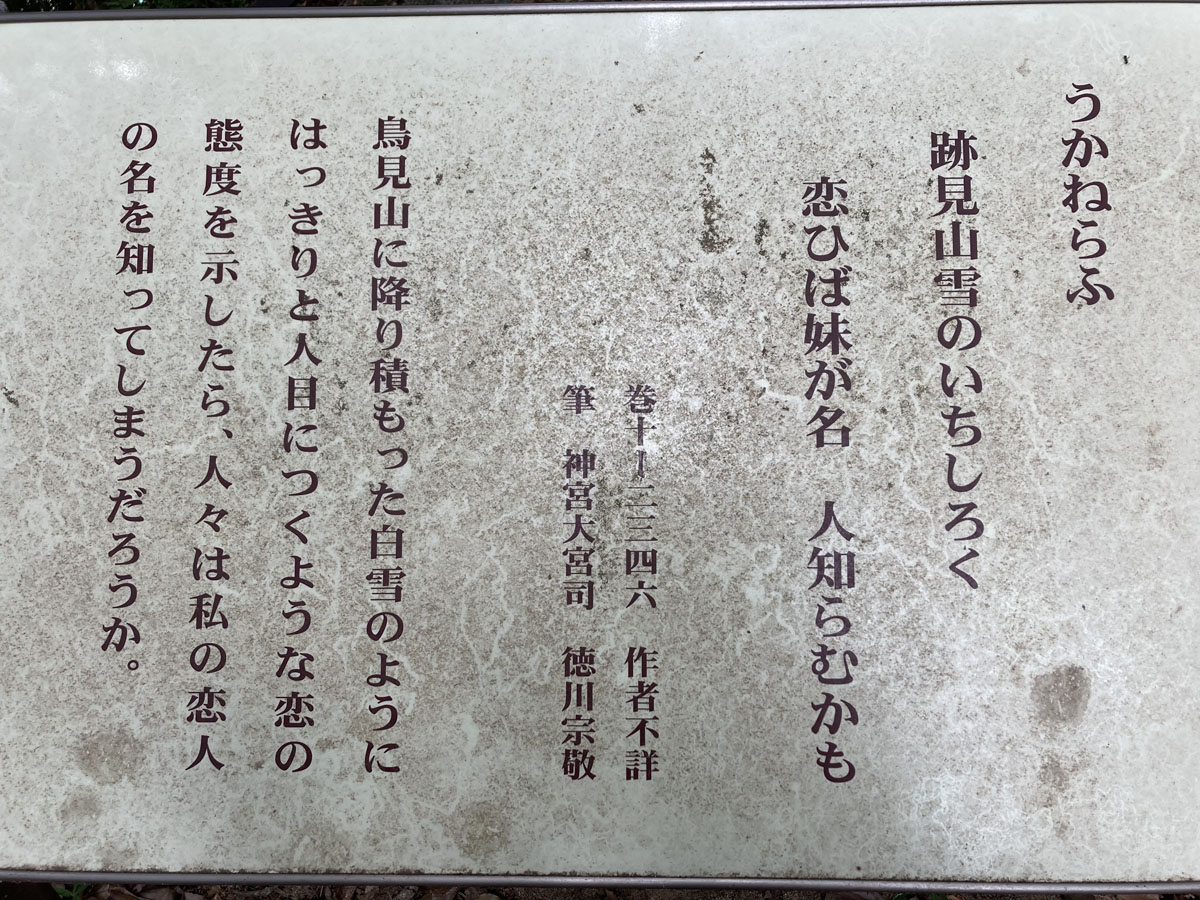 うかねらふ
跡見山雪のいちしろく
恋ひば妹が名　人知らむかも
巻十ー二三四六　作者不詳
筆　神宮大宮司　徳川宗敬
鳥見山に降り積もった白雪のように
はっきりと人目につくような恋の
態度を示したら、人々は私の恋人
の名を知ってしまうだろうか。